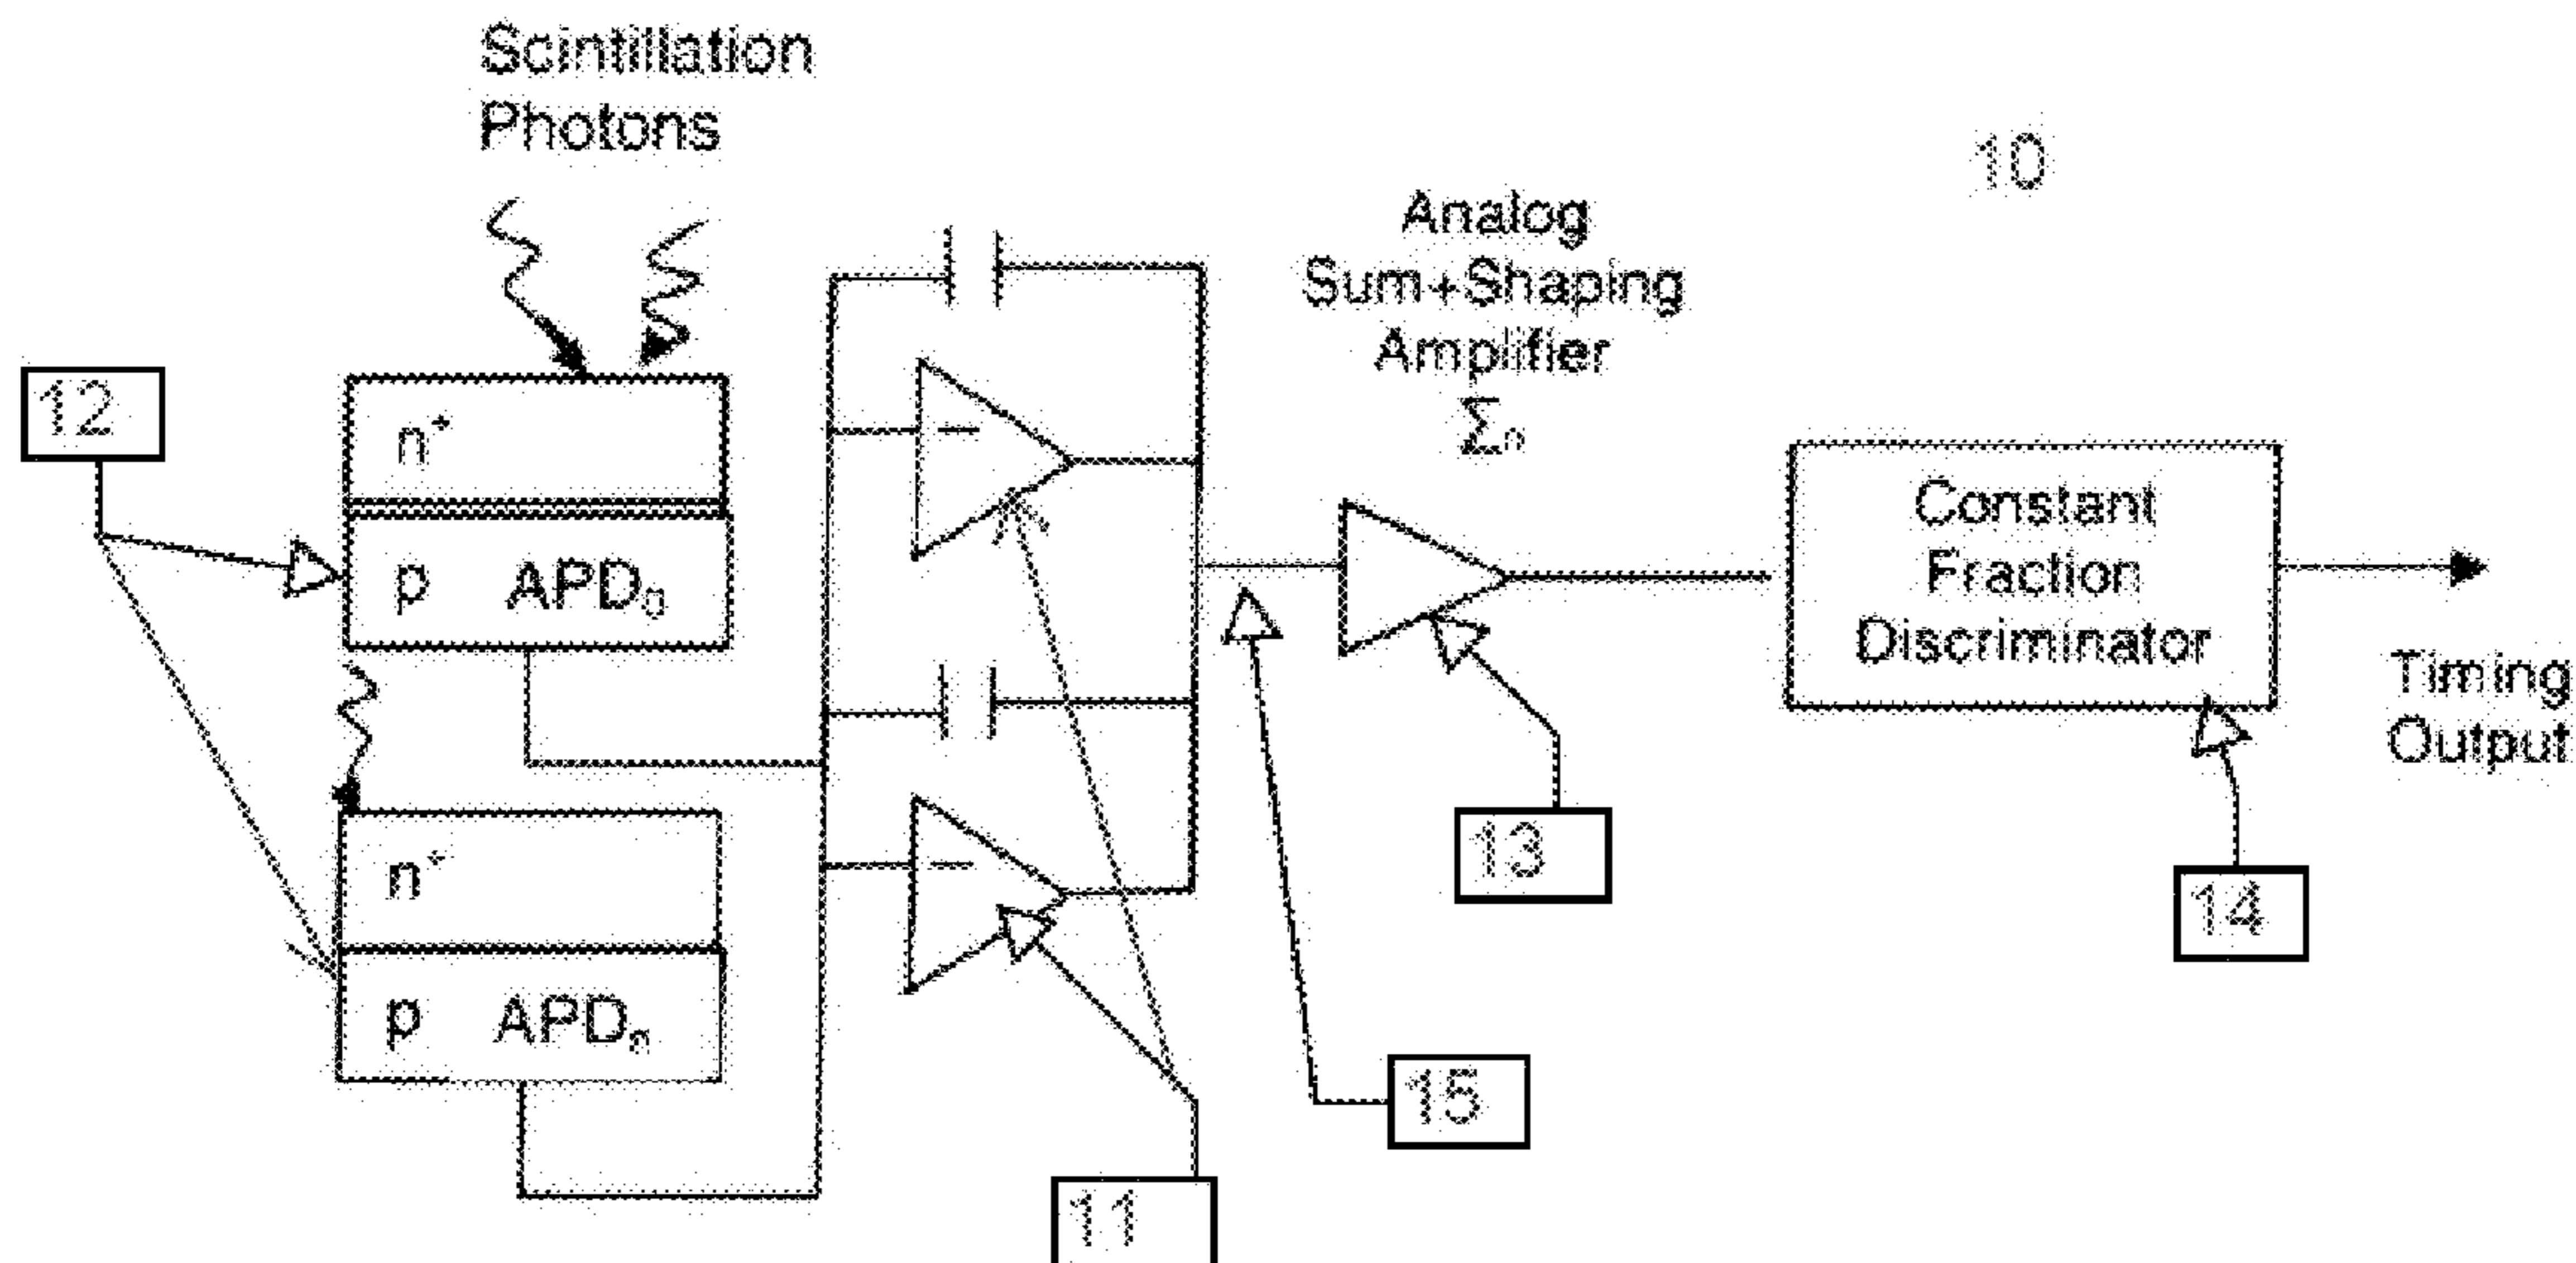 Scintillation
Photons
10
Analog
Sum+Shaping
Amplifier
Σn
12
n+
p APD0
Constant
Fraction
Discriminator
Timing
Output
n+
p APDn
13
14
15
11